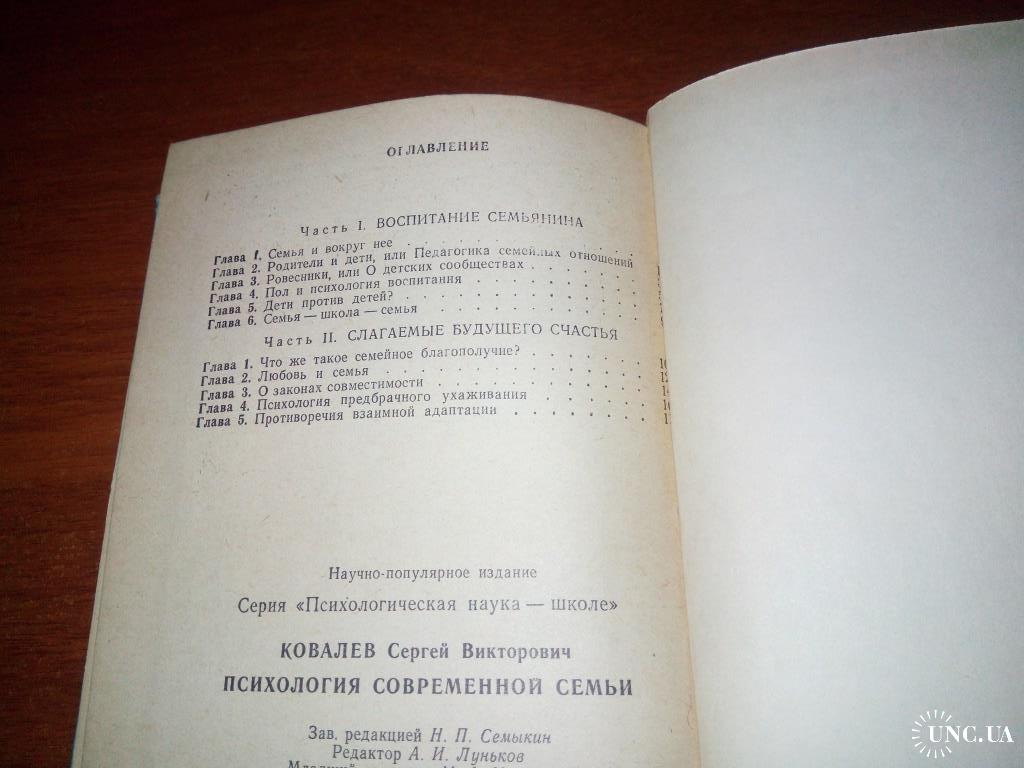 ОГЛАВЛЕНИЕ
Часть I. ВОСПИТАНИЕ СЕМЬЯНИНА
Глава 1. Семья и вокруг нее . . . . . . .
Глава 2. Родители и дети, или Педагогика семейных отношений
Глава 3. Ровесники, или О детских сообществах . . . . . .
Глава 4. Пол и психология воспитания . . . . . . . .
Глава 5. Дети против детей? . . . . . . . . . .
Глава 6. Семья — школа — семья . . . . . . . . .
Часть II. СЛАГАЕМЫЕ БУДУЩЕГО СЧАСТЬЯ
Глава 1. Что же такое семейное благополучие? . . . . . .
Глава 2. Любовь и семья . . . . . . . . . . . .
Глава 3. О законах совместимости . . . . . . . . .
Глава 4. Психология предбрачного ухаживания . . . . . .
Глава 5. Противоречия взаимной адаптации . . . . . .
Научно-популярное издание
Серия «Психологическая наука — школе»
КОВАЛЕВ Сергей Викторович
ПСИХОЛОГИЯ СОВРЕМЕННОЙ СЕМЬИ
Зав. редакцией Н. П. Семыкин
Редактор А. И. Луньков
UNC.UA